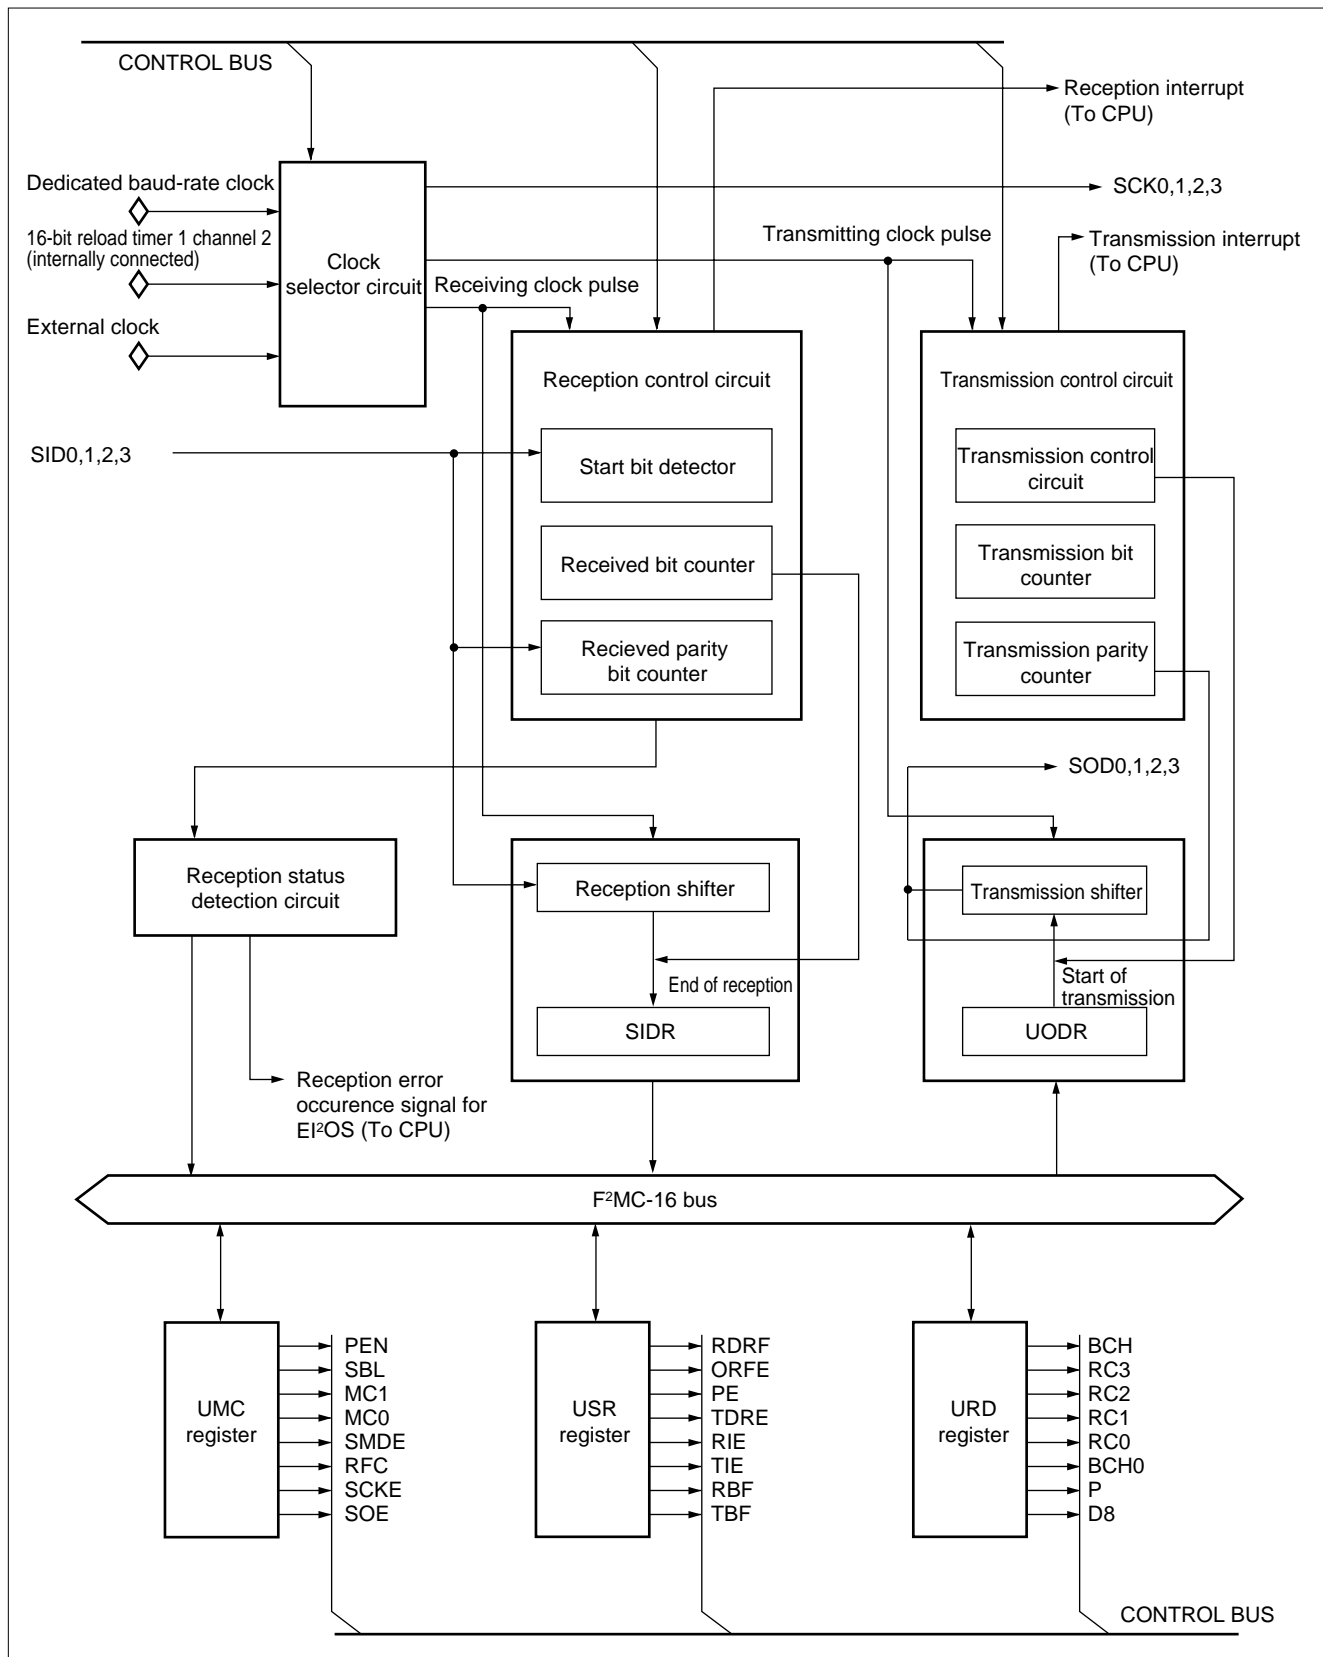 CONTROL BUS
Reception interrupt
(To CPU)
Dedicated baud-rate clock
SCK0,1,2,3
16-bit reload timer 1 channel 2
(internally connected)
Transmitting clock pulse
Transmission interrupt
(To CPU)
Clock
selector circuit
Receiving clock pulse
External clock
Reception control circuit
Transmission control circuit
SID0,1,2,3
Start bit detector
Transmission control
circuit
Received bit counter
Transmission bit
counter
Recieved parity
bit counter
Transmission parity
counter
SOD0,1,2,3
Reception status
detection circuit
Reception shifter
Transmission shifter
End of reception
Start of
transmission
SIDR
UODR
Reception error
occurence signal for
EI²OS (To CPU)
F²MC-16 bus
UMC
register
PEN
SBL
MC1
MC0
SMDE
RFC
SCKE
SOE
USR
register
RDRF
ORFE
PE
TDRE
RIE
TIE
RBF
TBF
URD
register
BCH
RC3
RC2
RC1
RC0
BCH0
P
D8
CONTROL BUS